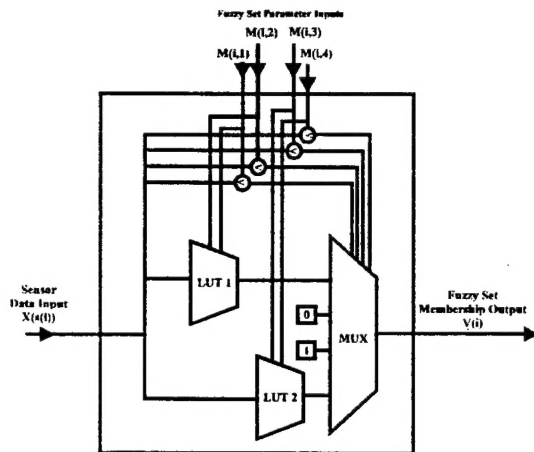 Fuzzy Set Parameter Inputs
M(i,2) M(i,3)
M(i,1) M(i,4)
<
<
<
<
LUT 1
Sensor
Data Input
X(s(i))
0
1
MUX
Fuzzy Set
Membership Output
V(i)
LUT 2